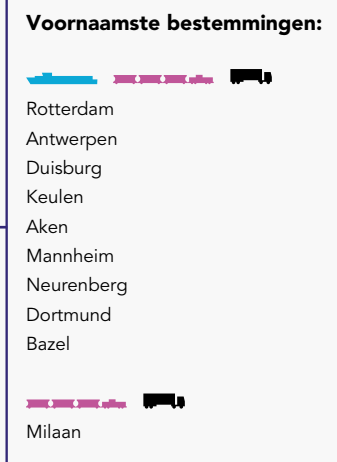 Voornaamste bestemmingen:
Rotterdam
Antwerpen
Duisburg
Keulen
Aken
Mannheim
Neurenberg
Dortmund
Bazel
Milaan